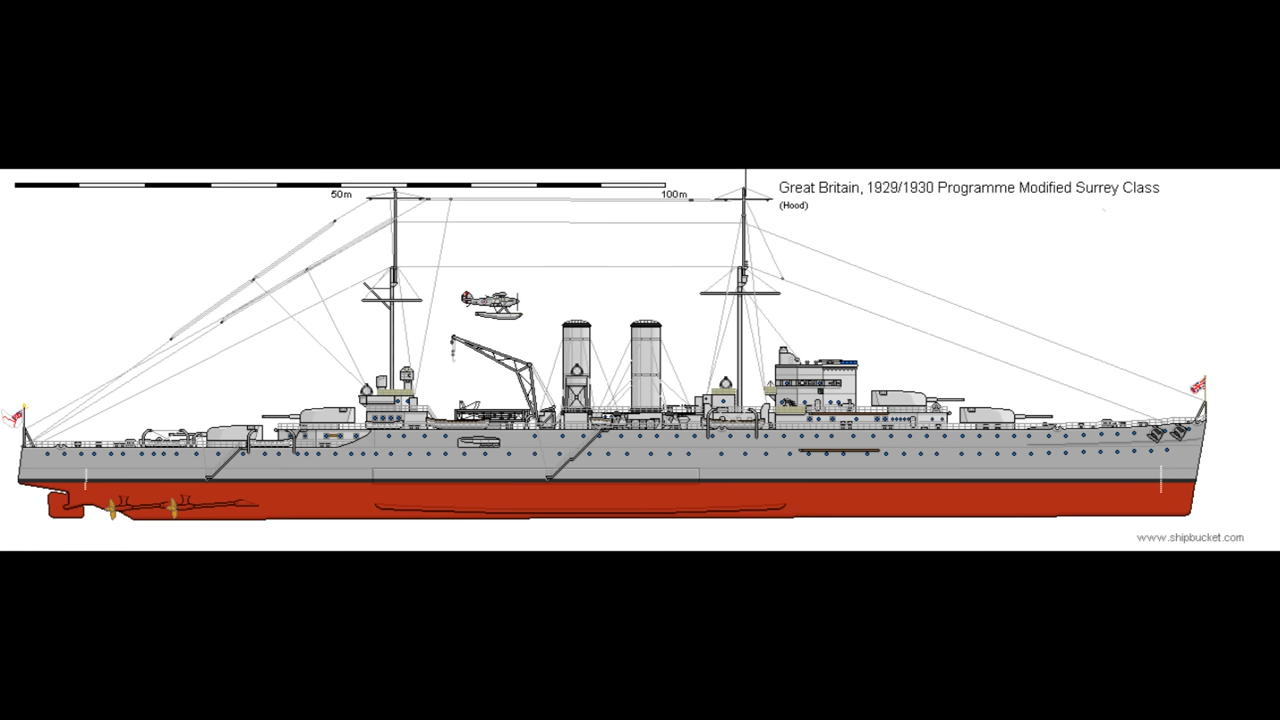 50m
100m
Great Britain, 1929/1930 Programme Modified Surrey Class
(Hood)
www.shipbucket.com